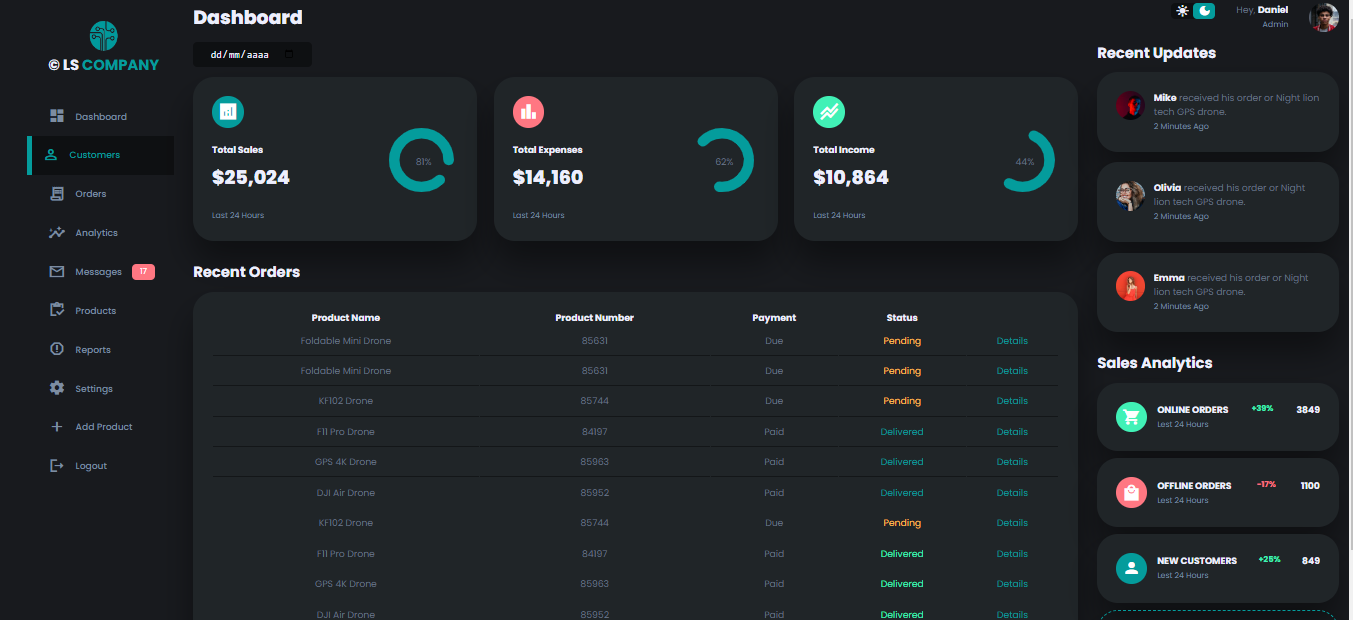 © LS COMPANY
Dashboard
Customers
Orders
Analytics
Messages 17
Products
Reports
Settings
Add Product
Logout
Dashboard
dd/mm/aaaa
Total Sales
$25,024
81%
Last 24 Hours
Total Expenses
$14,160
62%
Last 24 Hours
Total Income
$10,864
44%
Last 24 Hours
Recent Orders
Product Name Product Number Payment Status
Foldable Mini Drone 85631 Due Pending Details
Foldable Mini Drone 85631 Due Pending Details
KF102 Drone 85744 Due Pending Details
F11 Pro Drone 84197 Paid Delivered Details
GPS 4K Drone 85963 Paid Delivered Details
DJI Air Drone 85952 Paid Delivered Details
KF102 Drone 85744 Due Pending Details
F11 Pro Drone 84197 Paid Delivered Details
GPS 4K Drone 85963 Paid Delivered Details
DJI Air Drone 85952 Paid Delivered Details
Hey, Daniel
Admin
Recent Updates
Mike received his order or Night lion
tech GPS drone.
2 Minutes Ago
Olivia received his order or Night
lion tech GPS drone.
2 Minutes Ago
Emma received his order or Night
lion tech GPS drone.
2 Minutes Ago
Sales Analytics
ONLINE ORDERS +39% 3849
Lest 24 Hours
OFFLINE ORDERS -17% 1100
Lest 24 Hours
NEW CUSTOMERS +25% 849
Lest 24 Hours